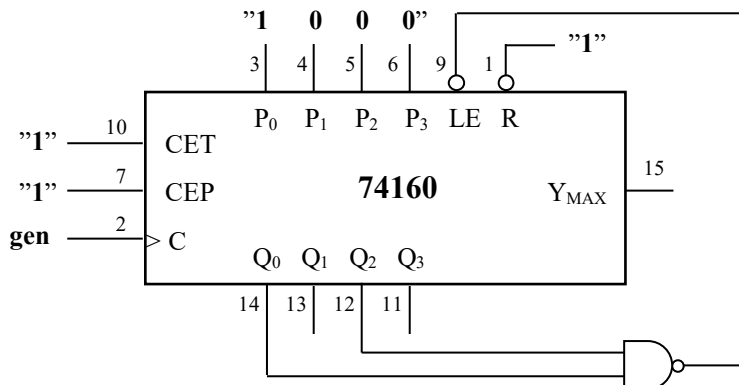 ”1 0 0 0”
3 4 5 6 9 1 ”1”
P₀ P₁ P₂ P₃ LE R
”1” 10 CET
”1” 7 CEP 74160 Y_MAX 15
gen 2 C
Q₀ Q₁ Q₂ Q₃
14 13 12 11